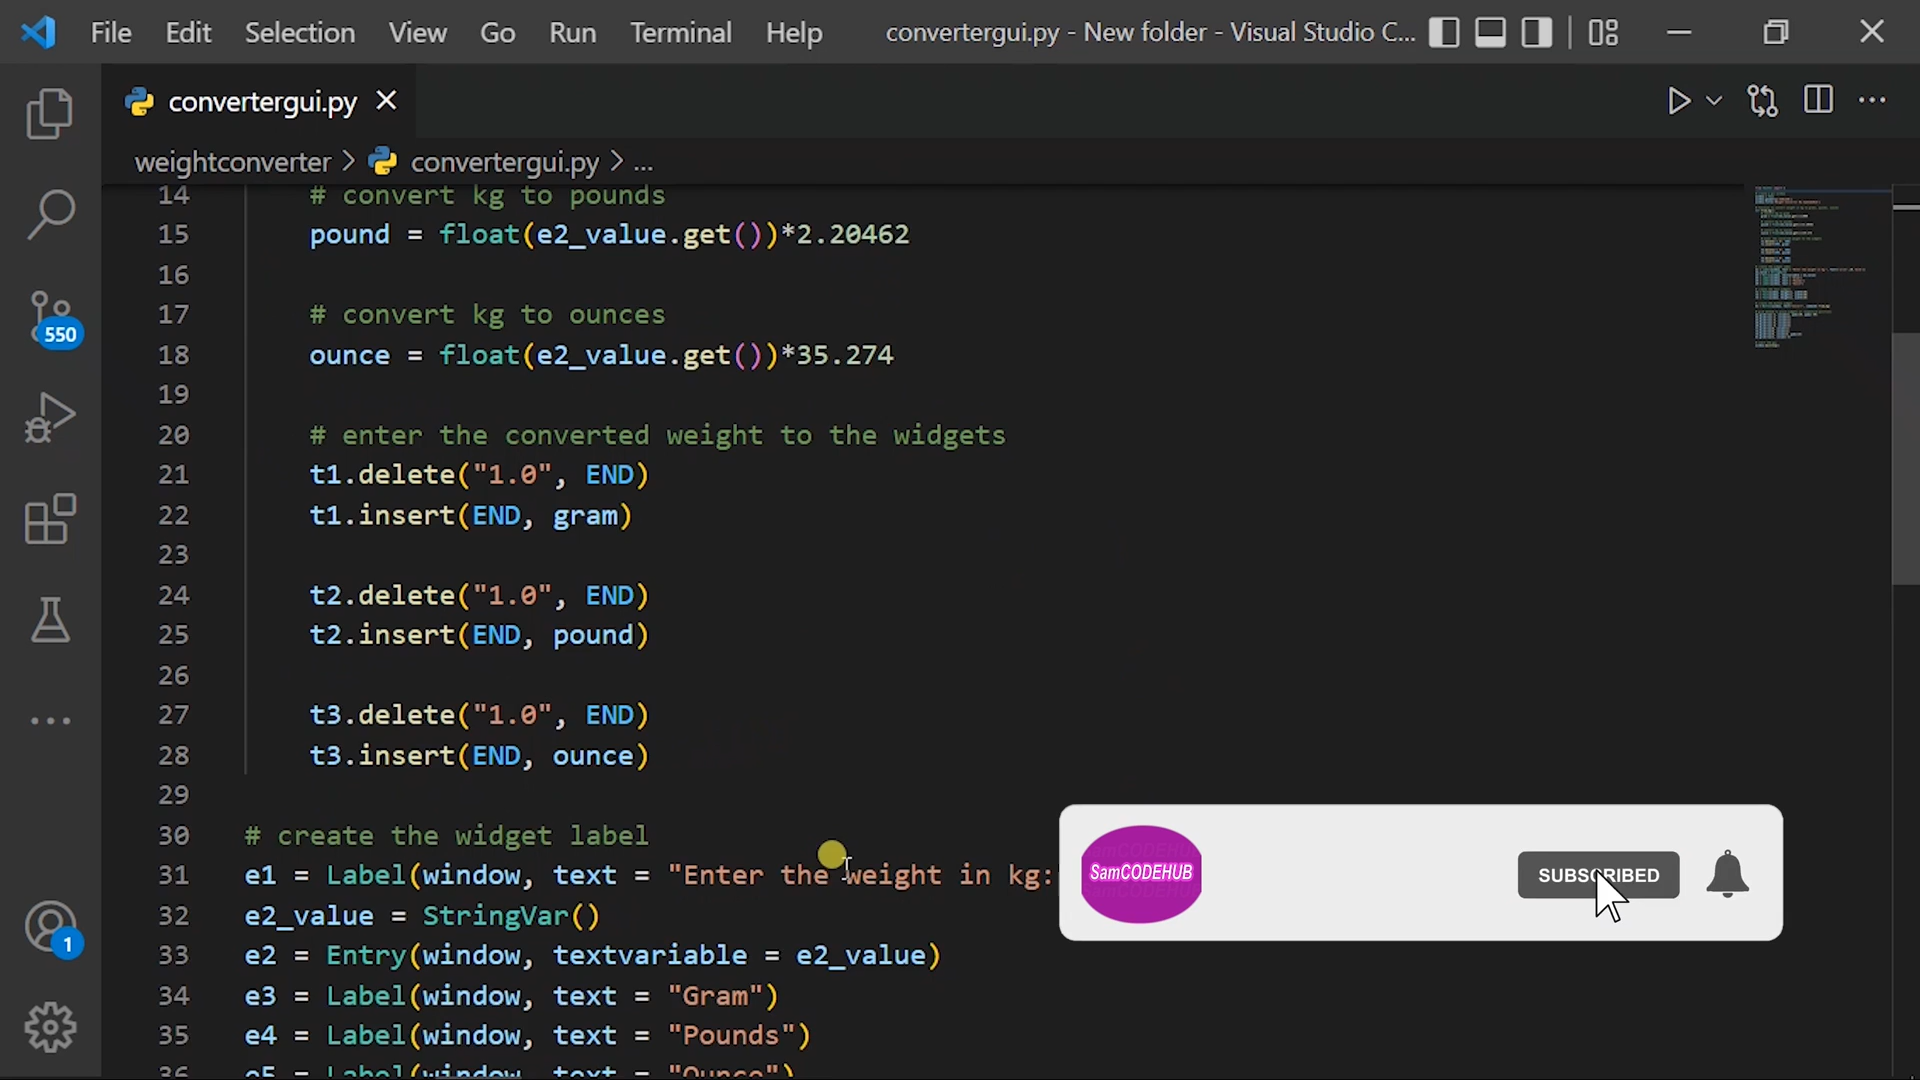 File Edit Selection View Go Run Terminal Help convertergui.py - New folder - Visual Studio C...
convertergui.py
weightconverter > convertergui.py > ...
14 # convert kg to pounds
15 pound = float(e2_value.get())*2.20462
16
17 # convert kg to ounces
18 ounce = float(e2_value.get())*35.274
19
20 # enter the converted weight to the widgets
21 t1.delete("1.0", END)
22 t1.insert(END, gram)
23
24 t2.delete("1.0", END)
25 t2.insert(END, pound)
26
27 t3.delete("1.0", END)
28 t3.insert(END, ounce)
29
30 # create the widget label
31 e1 = Label(window, text = "Enter the weight in kg:
32 e2_value = StringVar()
33 e2 = Entry(window, textvariable = e2_value)
34 e3 = Label(window, text = "Gram")
35 e4 = Label(window, text = "Pounds")
36 e5 = Label(window, text = "Ounce")
550
1
SamCODEHUB
SUBSCRIBED